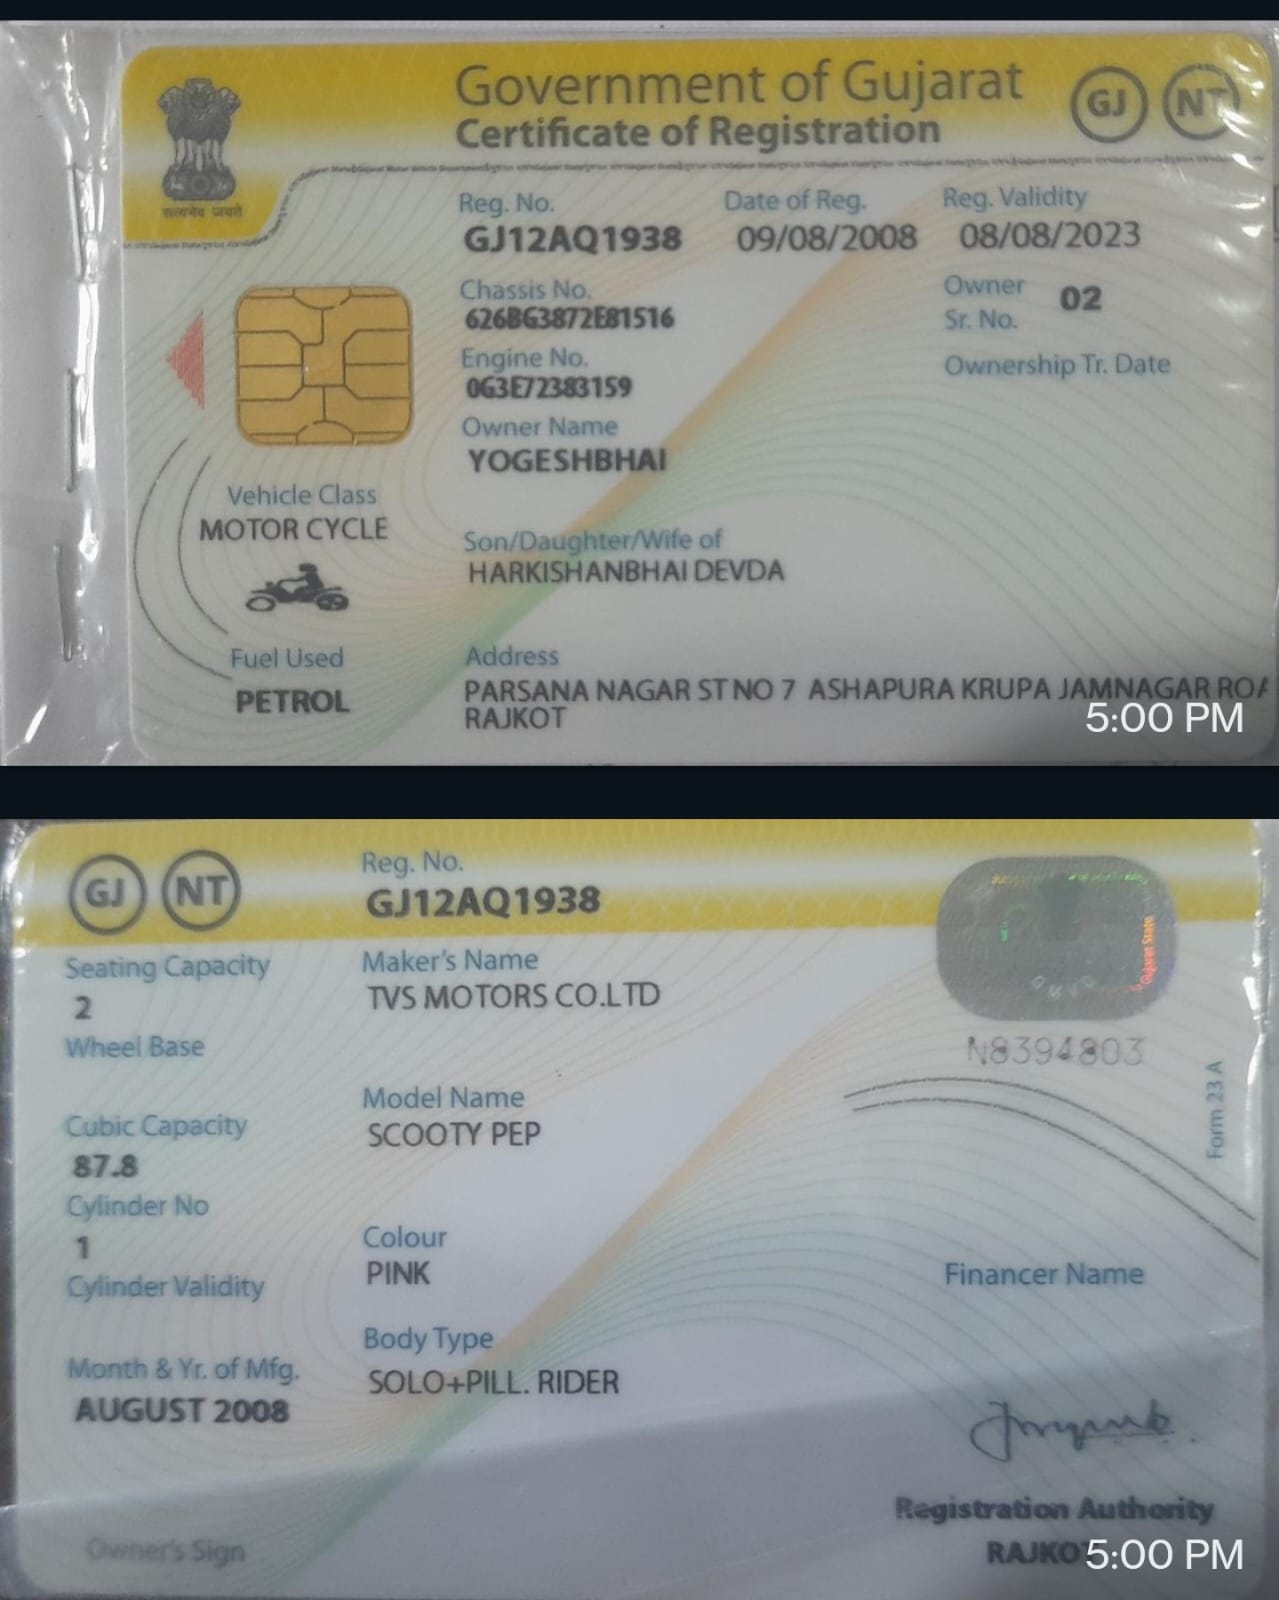 Government of Gujarat
Certificate of Registration
GJ NT
सत्यमेव जयते
Reg. No. Date of Reg. Reg. Validity
GJ12AQ1938 09/08/2008 08/08/2023
Chassis No.
626BG3872E81516
Owner Sr. No. 02
Engine No.
0G3E72383159
Ownership Tr. Date
Owner Name
YOGESHBHAI
Vehicle Class
MOTOR CYCLE
Son/Daughter/Wife of
HARKISHANBHAI DEVDA
Fuel Used
PETROL
Address
PARSANA NAGAR ST NO 7 ASHAPURA KRUPA JAMNAGAR ROA
RAJKOT
5:00 PM
GJ NT
Reg. No.
GJ12AQ1938
Seating Capacity
2
Maker's Name
TVS MOTORS CO.LTD
Gujarat State
N8394803
Wheel Base
Form 23 A
Model Name
SCOOTY PEP
Cubic Capacity
87.8
Cylinder No
1
Colour
PINK
Cylinder Validity
Financer Name
Body Type
SOLO+PILL. RIDER
Month & Yr. of Mfg.
AUGUST 2008
Registration Authority
RAJKO
Owner's Sign
5:00 PM